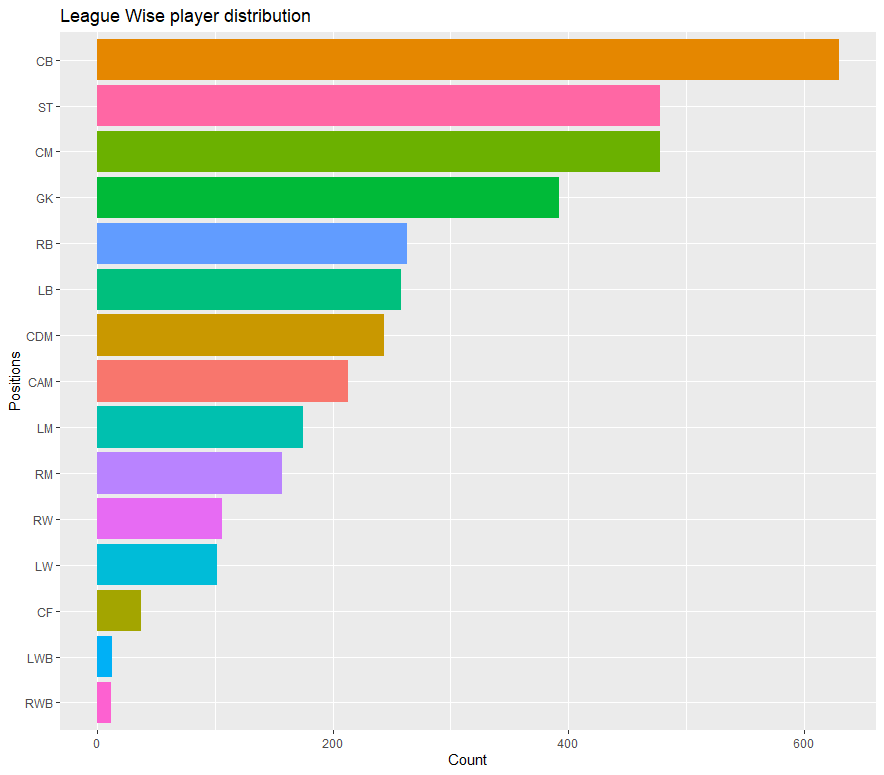 League Wise player distribution
CB
ST
CM
GK
RB
LB
CDM
CAM
LM
RM
RW
LW
CF
LWB
RWB
Positions
0 200 400 600
Count